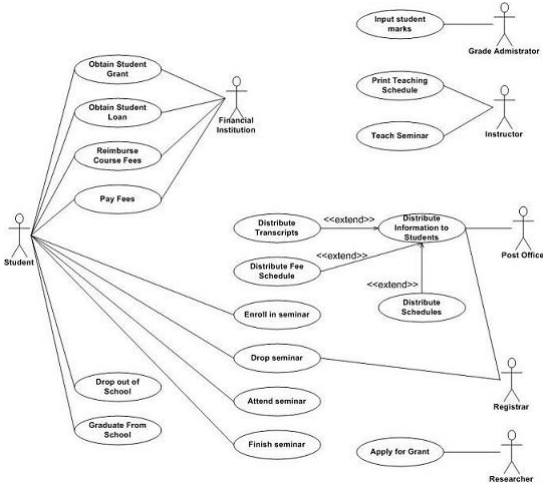 Input student
marks
Grade Admistrator
Obtain Student
Grant
Print Teaching
Schedule
Obtain Student
Loan
Financial
Institution
Instructor
Teach Seminar
Reimburse
Course Fees
Pay Fees
Distribute
Transcripts
<<extend>>
Distribute
Information to
Students
Post Office
Student
Distribute Fee
Schedule
<<extend>>
<<extend>>
Distribute
Schedules
Enroll in seminar
Drop seminar
Drop out of
School
Attend seminar
Registrar
Graduate From
School
Finish seminar
Apply for Grant
Researcher